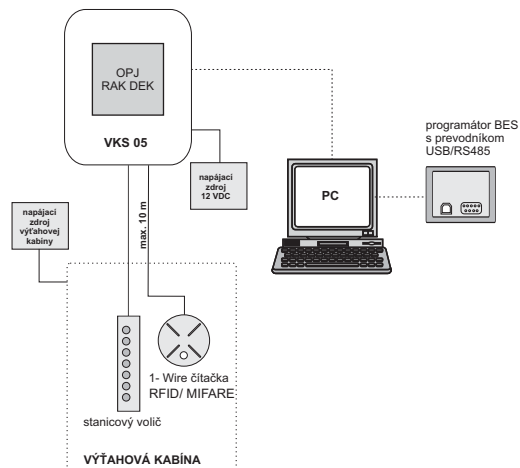 OPJ
RAK DEK
VKS 05
programátor BES
s prevodníkom
USB/RS485
napájací
zdroj
12 VDC
PC
napájací
zdroj
výťahovej
kabíny
max. 10 m
1- Wire čítačka
RFID/ MIFARE
stanicový volič
VÝŤAHOVÁ KABÍNA